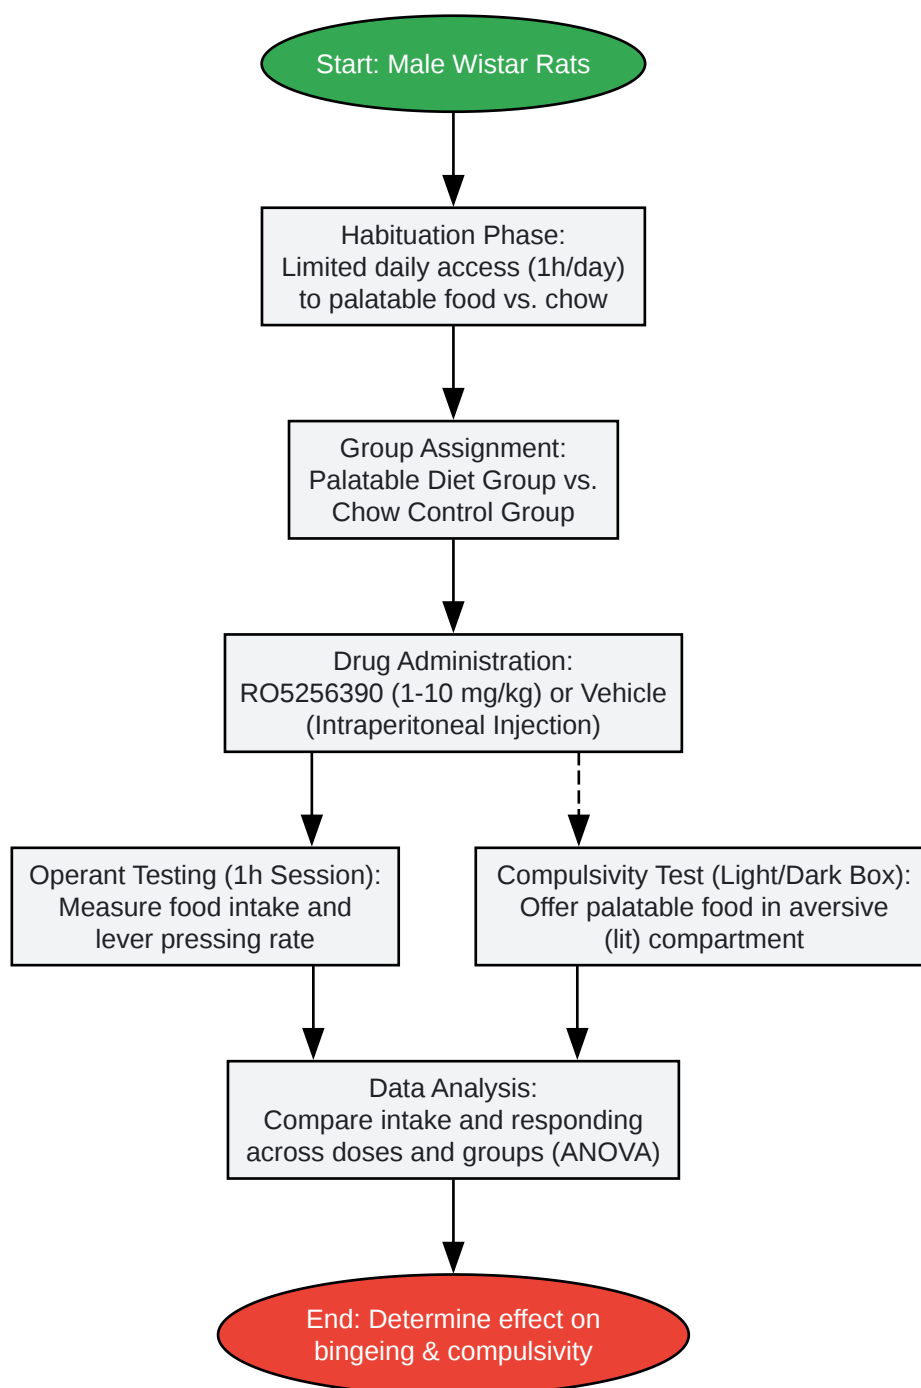 Start: Male Wistar Rats
Habituation Phase:
Limited daily access (1h/day)
to palatable food vs. chow
Group Assignment:
Palatable Diet Group vs.
Chow Control Group
Drug Administration:
RO5256390 (1-10 mg/kg) or Vehicle
(Intraperitoneal Injection)
Operant Testing (1h Session):
Measure food intake and
lever pressing rate
Compulsivity Test (Light/Dark Box):
Offer palatable food in aversive
(lit) compartment
Data Analysis:
Compare intake and responding
across doses and groups (ANOVA)
End: Determine effect on
bingeing & compulsivity